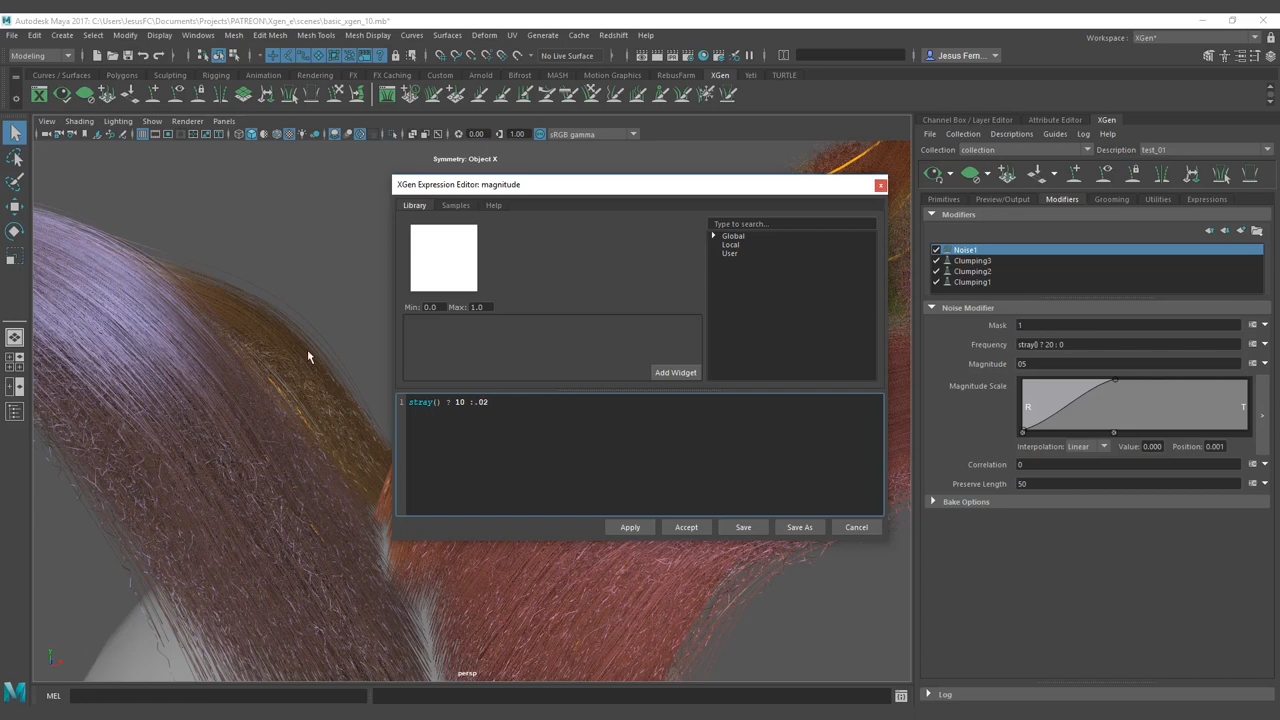 Autodesk Maya 2017: C:\Users\JesusFC\Documents\Projects\PATREON\Xgen_e\scenes\basic_xgen_10.mb*
File Edit Create Select Modify Display Windows Mesh Edit Mesh Mesh Tools Mesh Display Curves Surfaces Deform UV Generate Cache Redshift Help
Workspace : XGen*
Modeling
No Live Surface
Jesus Fern...
Curves / Surfaces Polygons Sculpting Rigging Animation Rendering FX FX Caching Custom Arnold Bifrost MASH Motion Graphics RebusFarm XGen Yeti TURTLE
View Shading Lighting Show Renderer Panels
0.00 1.00 sRGB gamma
Symmetry: Object X
persp
XGen Expression Editor: magnitude
x
Library Samples Help
Min: 0.0 Max: 1.0
Add Widget
Type to search...
Global
Local
User
1 stray() ? 10 :.02
Apply Accept Save Save As Cancel
Channel Box / Layer Editor Attribute Editor XGen
File Collection Descriptions Guides Log Help
Collection collection Description test_01
Primitives Preview/Output Modifiers Grooming Utilities Expressions
Modifiers
Noise1
Clumping3
Clumping2
Clumping1
Noise Modifier
Mask 1
Frequency stray() ? 20 : 0
Magnitude 05
Magnitude Scale
R T
>
Interpolation: Linear Value: 0.000 Position: 0.001
Correlation 0
Preserve Length 50
Bake Options
MEL
Log